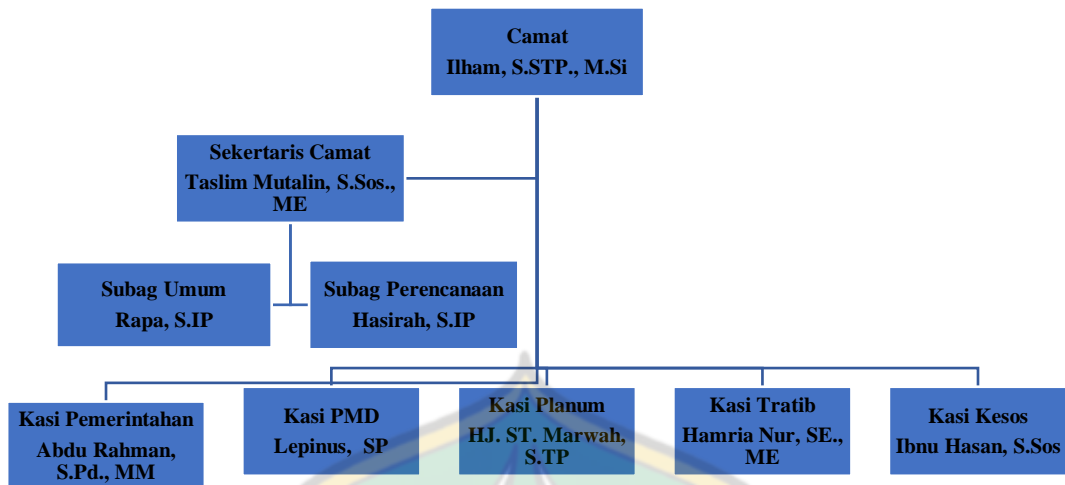 Camat
Ilham, S.STP., M.Si
Sekertaris Camat
Taslim Mutalin, S.Sos.,
ME
Subag Umum
Rapa, S.IP
Subag Perencanaan
Hasirah, S.IP
Kasi Pemerintahan
Abdu Rahman,
S.Pd., MM
Kasi PMD
Lepinus, SP
Kasi Planum
HJ. ST. Marwah,
S.TP
Kasi Tratib
Hamria Nur, SE.,
ME
Kasi Kesos
Ibnu Hasan, S.Sos